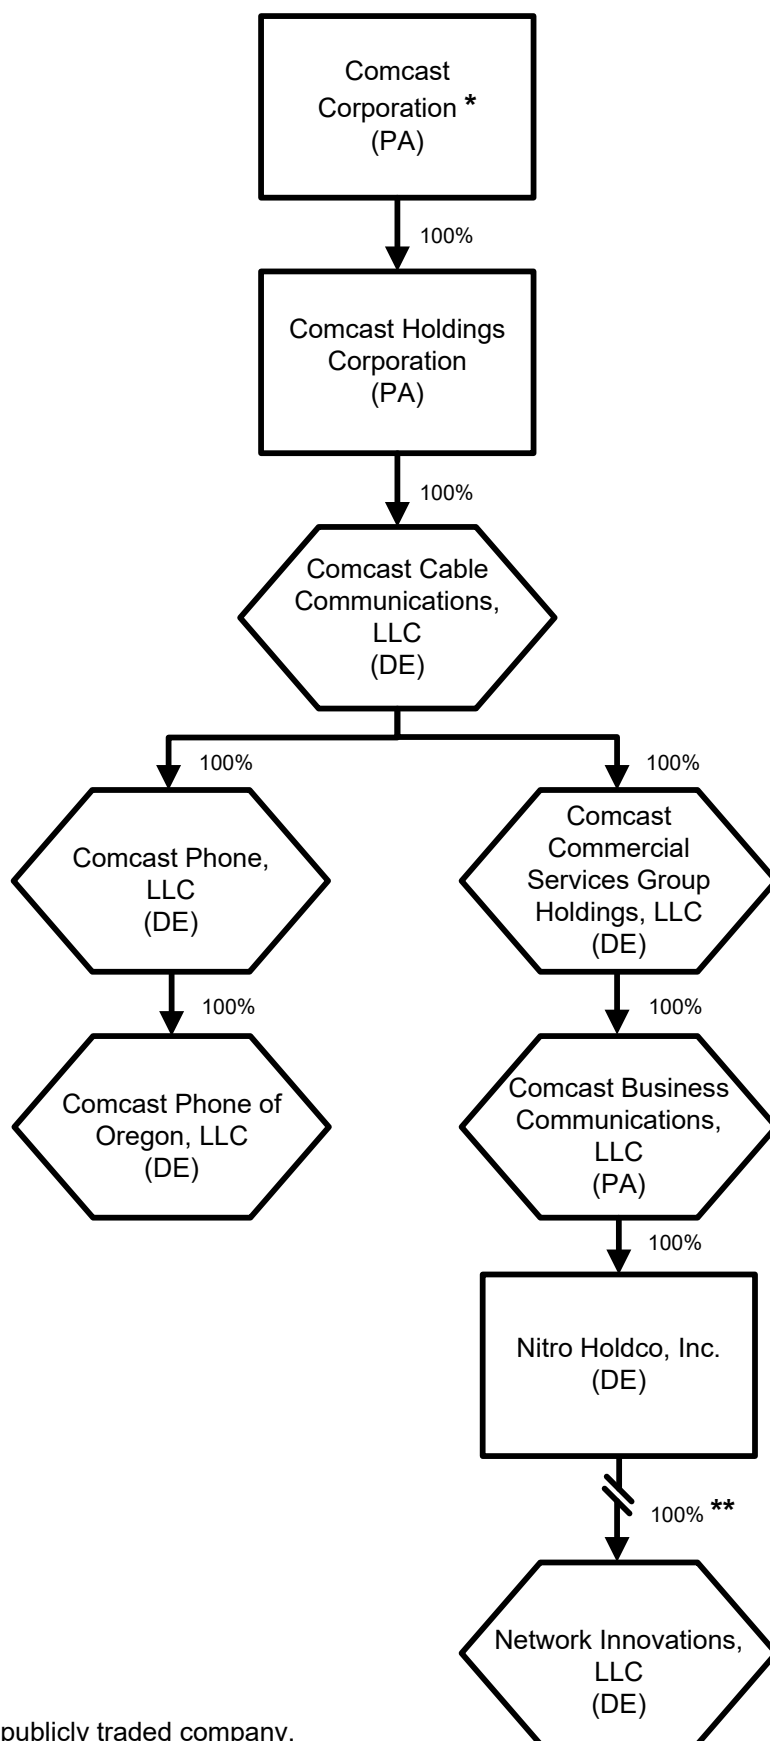 Comcast
Corporation *
(PA)
100%
Comcast Holdings
Corporation
(PA)
100%
Comcast Cable
Communications,
LLC
(DE)
100%
100%
Comcast Phone,
LLC
(DE)
Comcast
Commercial
Services Group
Holdings, LLC
(DE)
100%
100%
Comcast Phone of
Oregon, LLC
(DE)
Comcast Business
Communications,
LLC
(PA)
100%
Nitro Holdco, Inc.
(DE)
100% **
Network Innovations,
LLC
(DE)
publicly traded company.